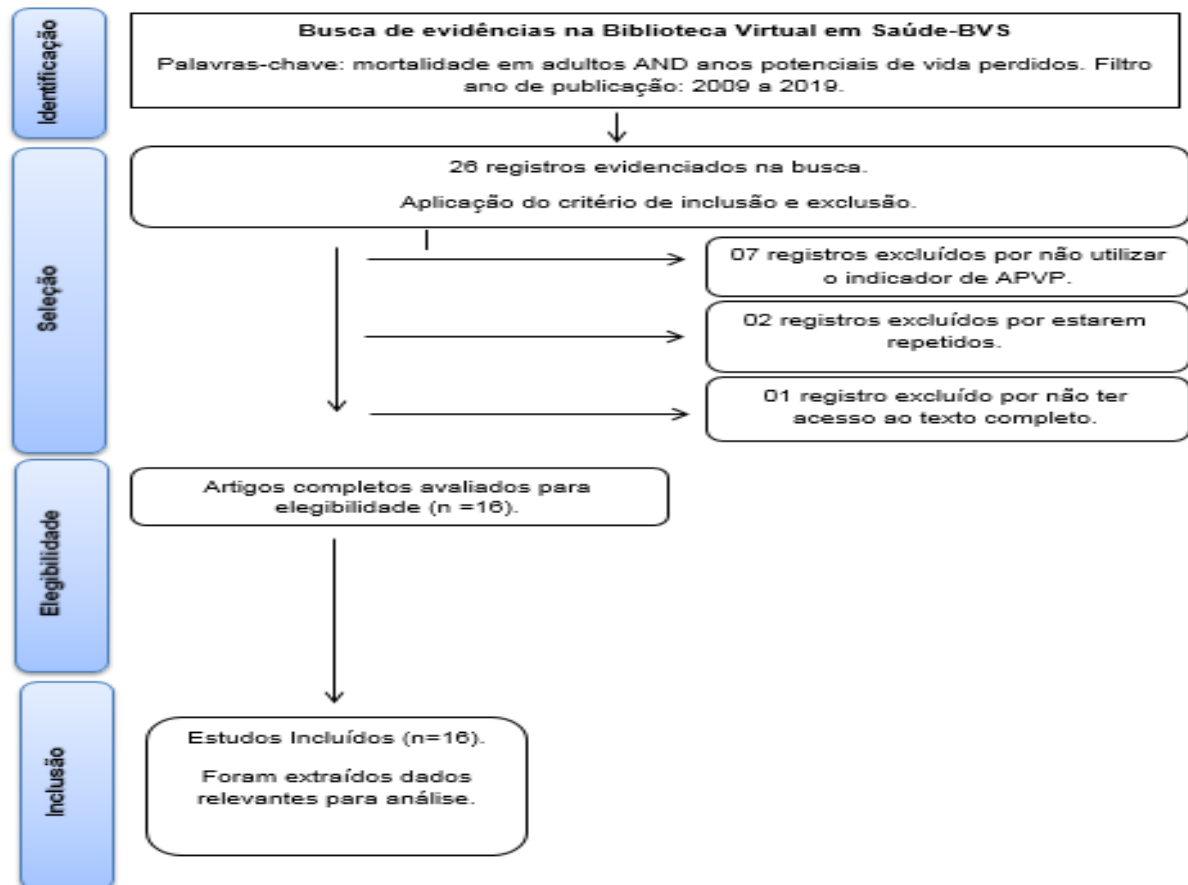 Identificação
Busca de evidências na Biblioteca Virtual em Saúde-BVS
Palavras-chave: mortalidade em adultos AND anos potenciais de vida perdidos. Filtro
ano de publicação: 2009 a 2019.
Seleção
26 registros evidenciados na busca.
Aplicação do critério de inclusão e exclusão.
07 registros excluídos por não utilizar
o indicador de APVP.
02 registros excluídos por estarem
repetidos.
01 registro excluído por não ter
acesso ao texto completo.
Elegibilidade
Artigos completos avaliados para
elegibilidade (n =16).
Inclusão
Estudos Incluídos (n=16).
Foram extraídos dados
relevantes para análise.